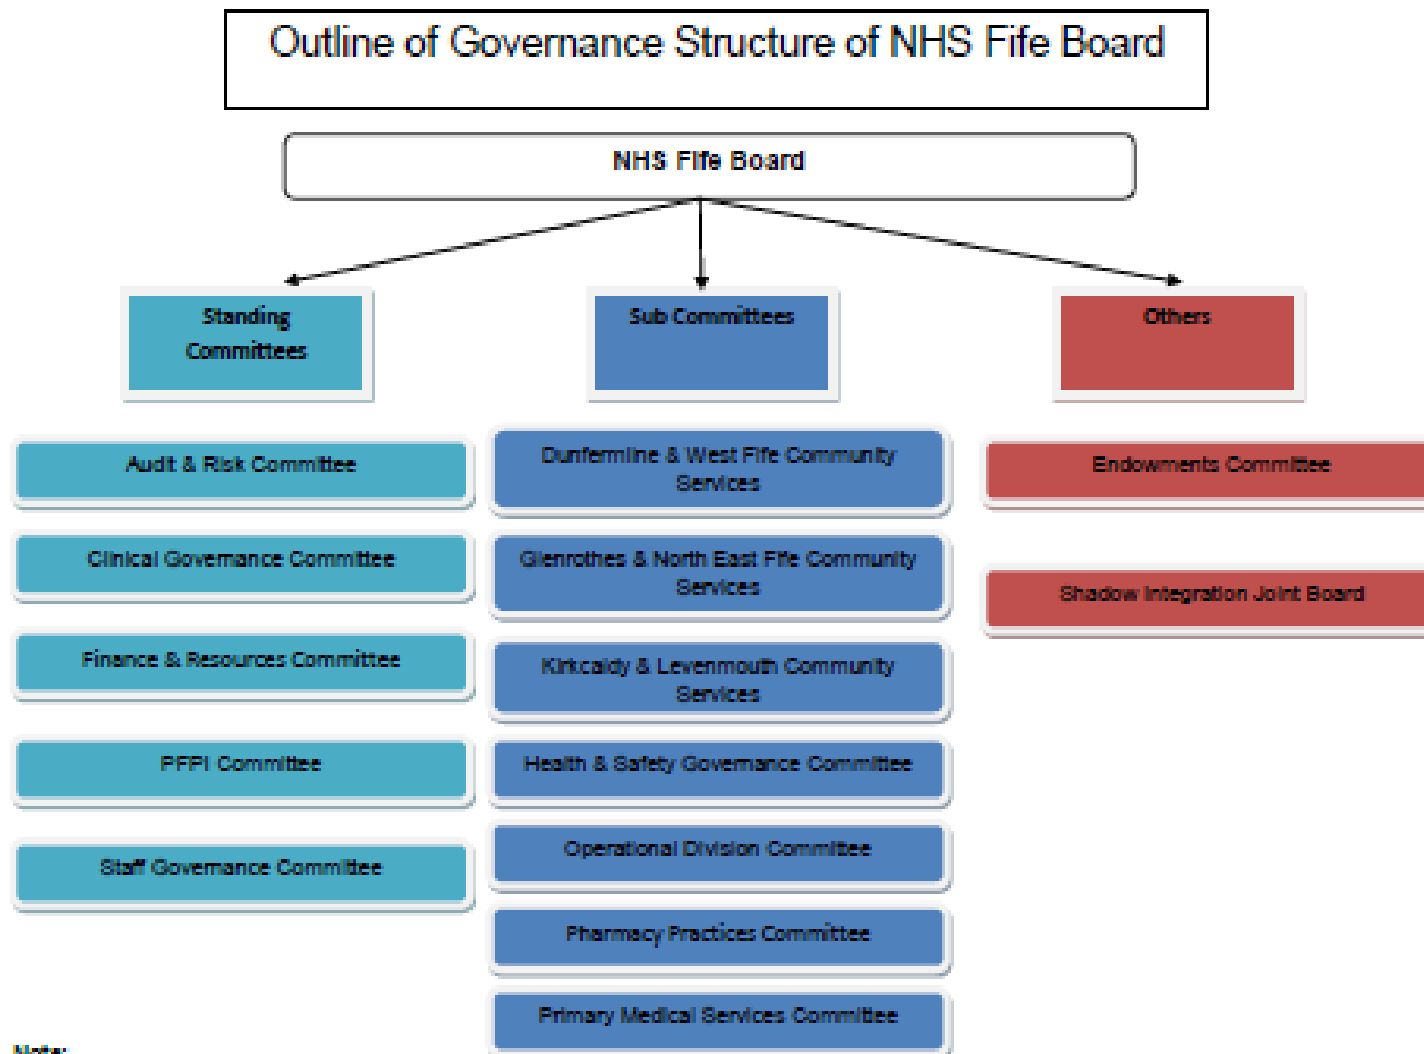 Outline of Governance Structure of NHS Fife Board
NHS Fife Board
Standing
Committees
Sub Committees
Others
Audit & Risk Committee
Clinical Governance Committee
Finance & Resources Committee
PFPI Committee
Staff Governance Committee
Dunfermline & West Fife Community
Services
Glenrothes & North East Fife Community
Services
Kirkcaldy & Levenmouth Community
Services
Health & Safety Governance Committee
Operational Division Committee
Pharmacy Practices Committee
Primary Medical Services Committee
Endowments Committee
Shadow Integration Joint Board
Note: